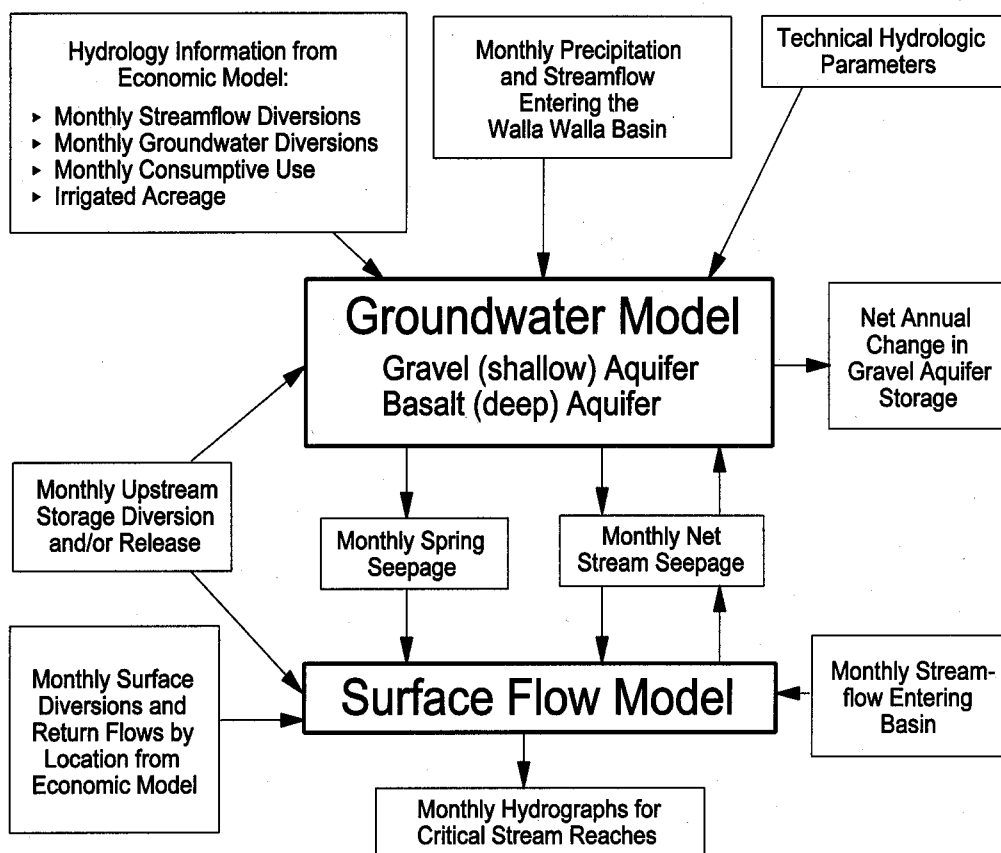 Hydrology Information from
Economic Model:
▸ Monthly Streamflow Diversions
▸ Monthly Groundwater Diversions
▸ Monthly Consumptive Use
▸ Irrigated Acreage
Monthly Precipitation
and Streamflow
Entering the
Walla Walla Basin
Technical Hydrologic
Parameters
Groundwater Model
Gravel (shallow) Aquifer
Basalt (deep) Aquifer
Net Annual
Change in
Gravel Aquifer
Storage
Monthly Upstream
Storage Diversion
and/or Release
Monthly Spring
Seepage
Monthly Net
Stream Seepage
Monthly Surface
Diversions and
Return Flows by
Location from
Economic Model
Surface Flow Model
Monthly Stream-
flow Entering
Basin
Monthly Hydrographs for
Critical Stream Reaches